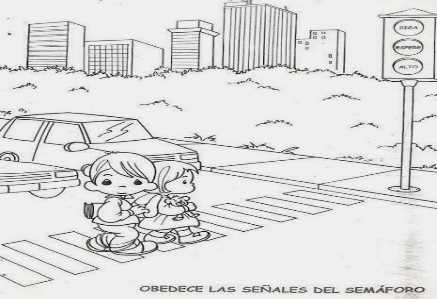 SIGA
ESPERE
ALTO
OBEDECE LAS SEÑALES DEL SEMÁFORO